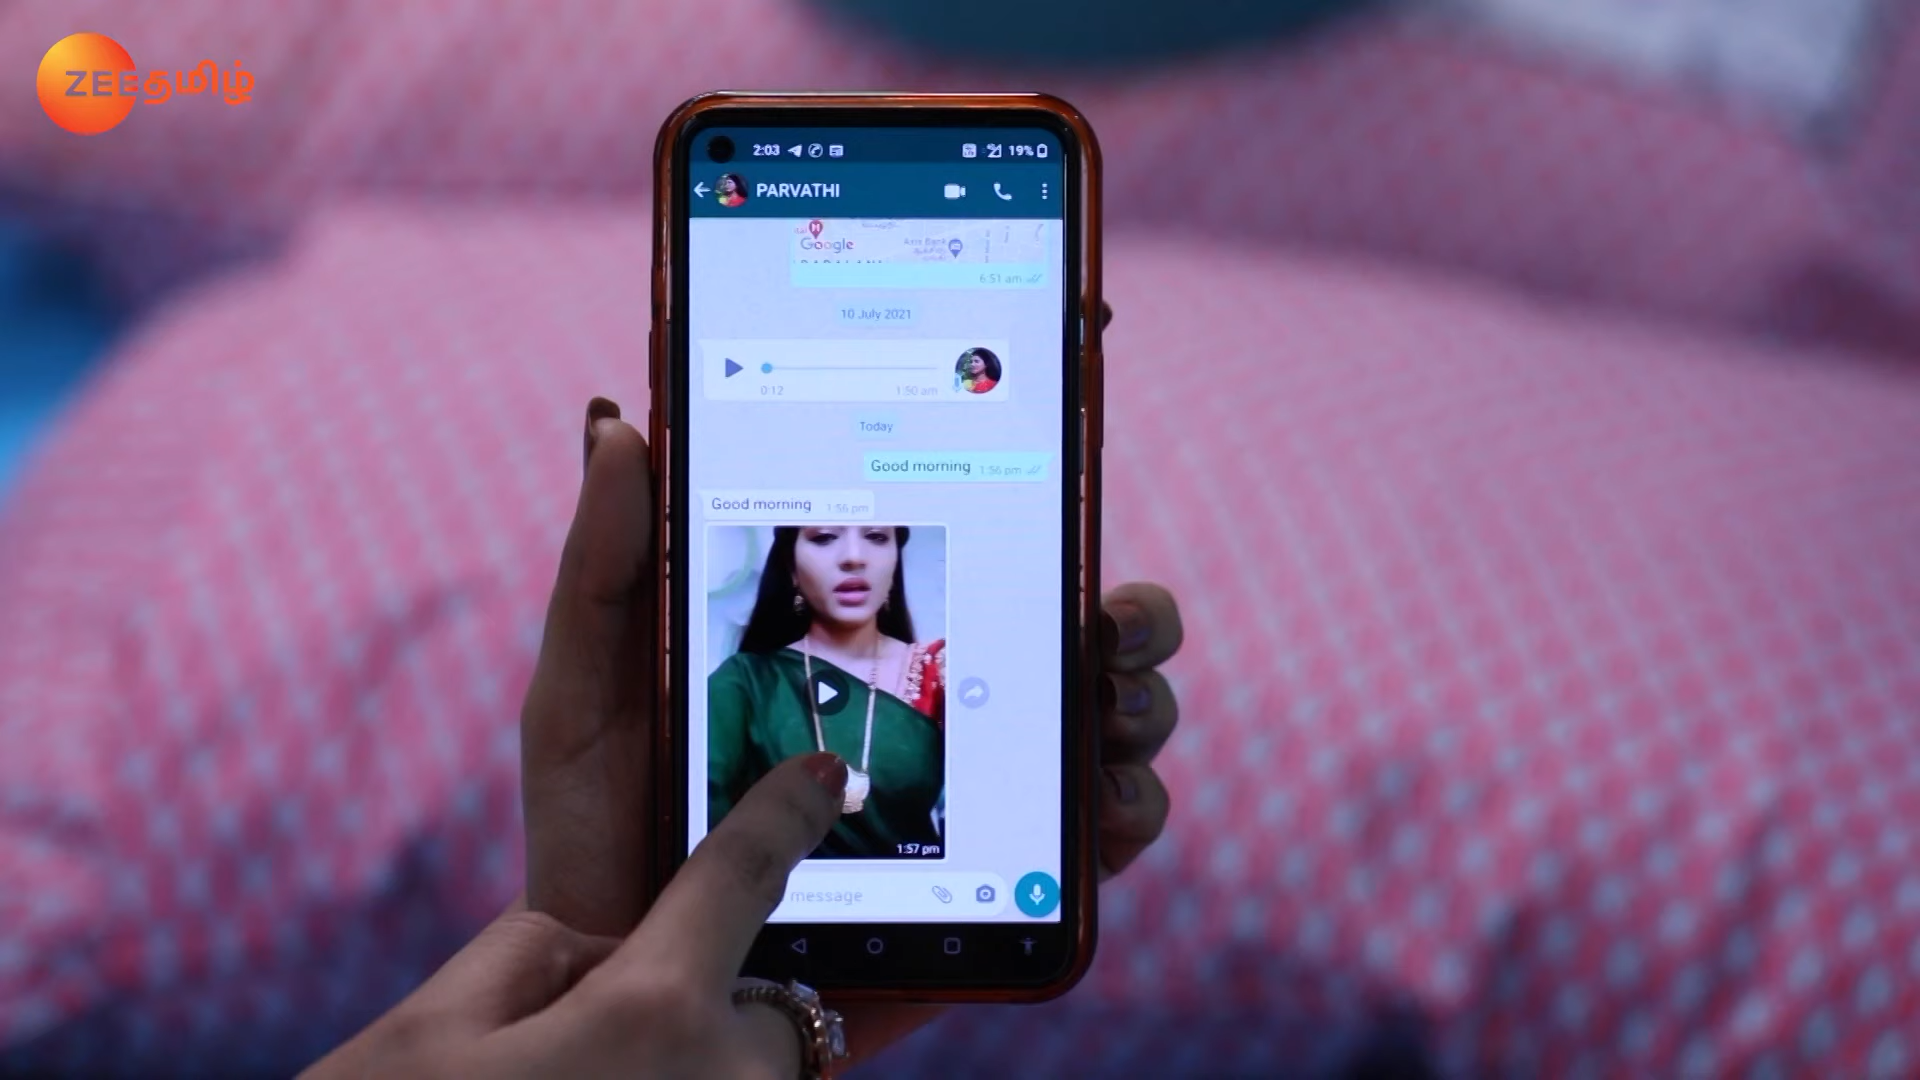 ZEEதமிழ்
2:03
19%
PARVATHI
Google
Axis Bank
6:51 am
10 July 2021
0:12
1:50 am
Today
Good morning 1:56 pm
Good morning 1:56 pm
1:57 pm
message